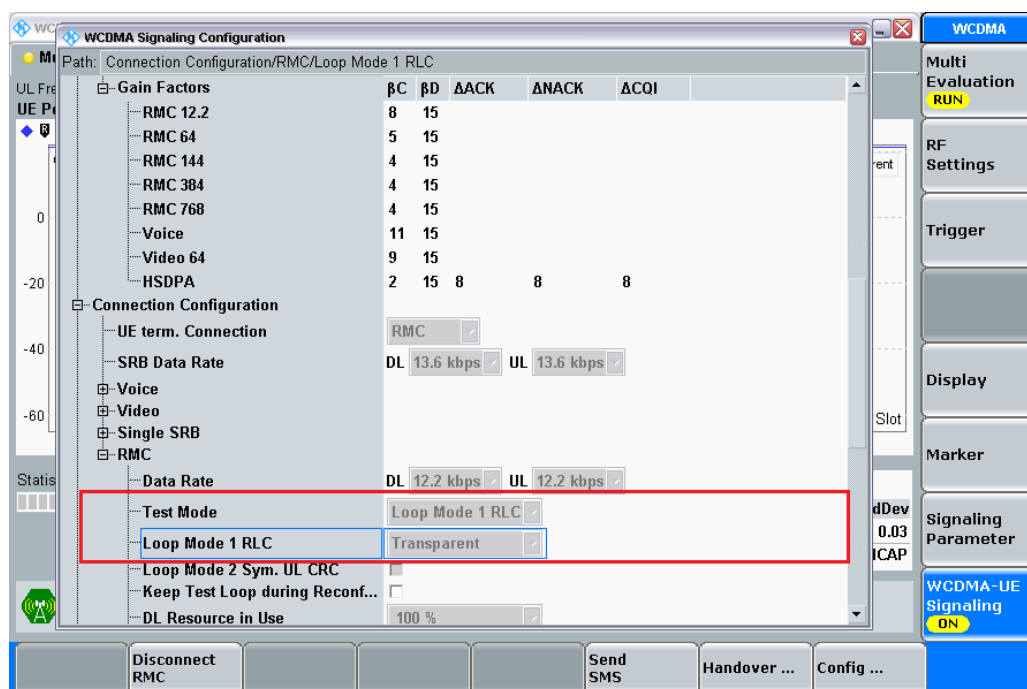 WC
WCDMA Signaling Configuration
WCDMA
Path: Connection Configuration/RMC/Loop Mode 1 RLC
Gain Factors βC βD ΔACK ΔNACK ΔCQI
RMC 12.2 8 15
RMC 64 5 15
RMC 144 4 15
RMC 384 4 15
RMC 768 4 15
Voice 11 15
Video 64 9 15
HSDPA 2 15 8 8 8
Connection Configuration
UE term. Connection RMC
SRB Data Rate DL 13.6 kbps UL 13.6 kbps
Voice
Video
Single SRB
RMC
Data Rate DL 12.2 kbps UL 12.2 kbps
Test Mode Loop Mode 1 RLC
Loop Mode 1 RLC Transparent
Loop Mode 2 Sym. UL CRC
Keep Test Loop during Reconf...
DL Resource in Use 100 %
UL Fre
UE P
0
-20
-40
-60
Statis
rent
Slot
dDev
0.03
ICAP
Multi
Evaluation
RUN
RF
Settings
Trigger
Display
Marker
Signaling
Parameter
WCDMA-UE
Signaling
ON
Disconnect
RMC
Send
SMS
Handover ...
Config ...